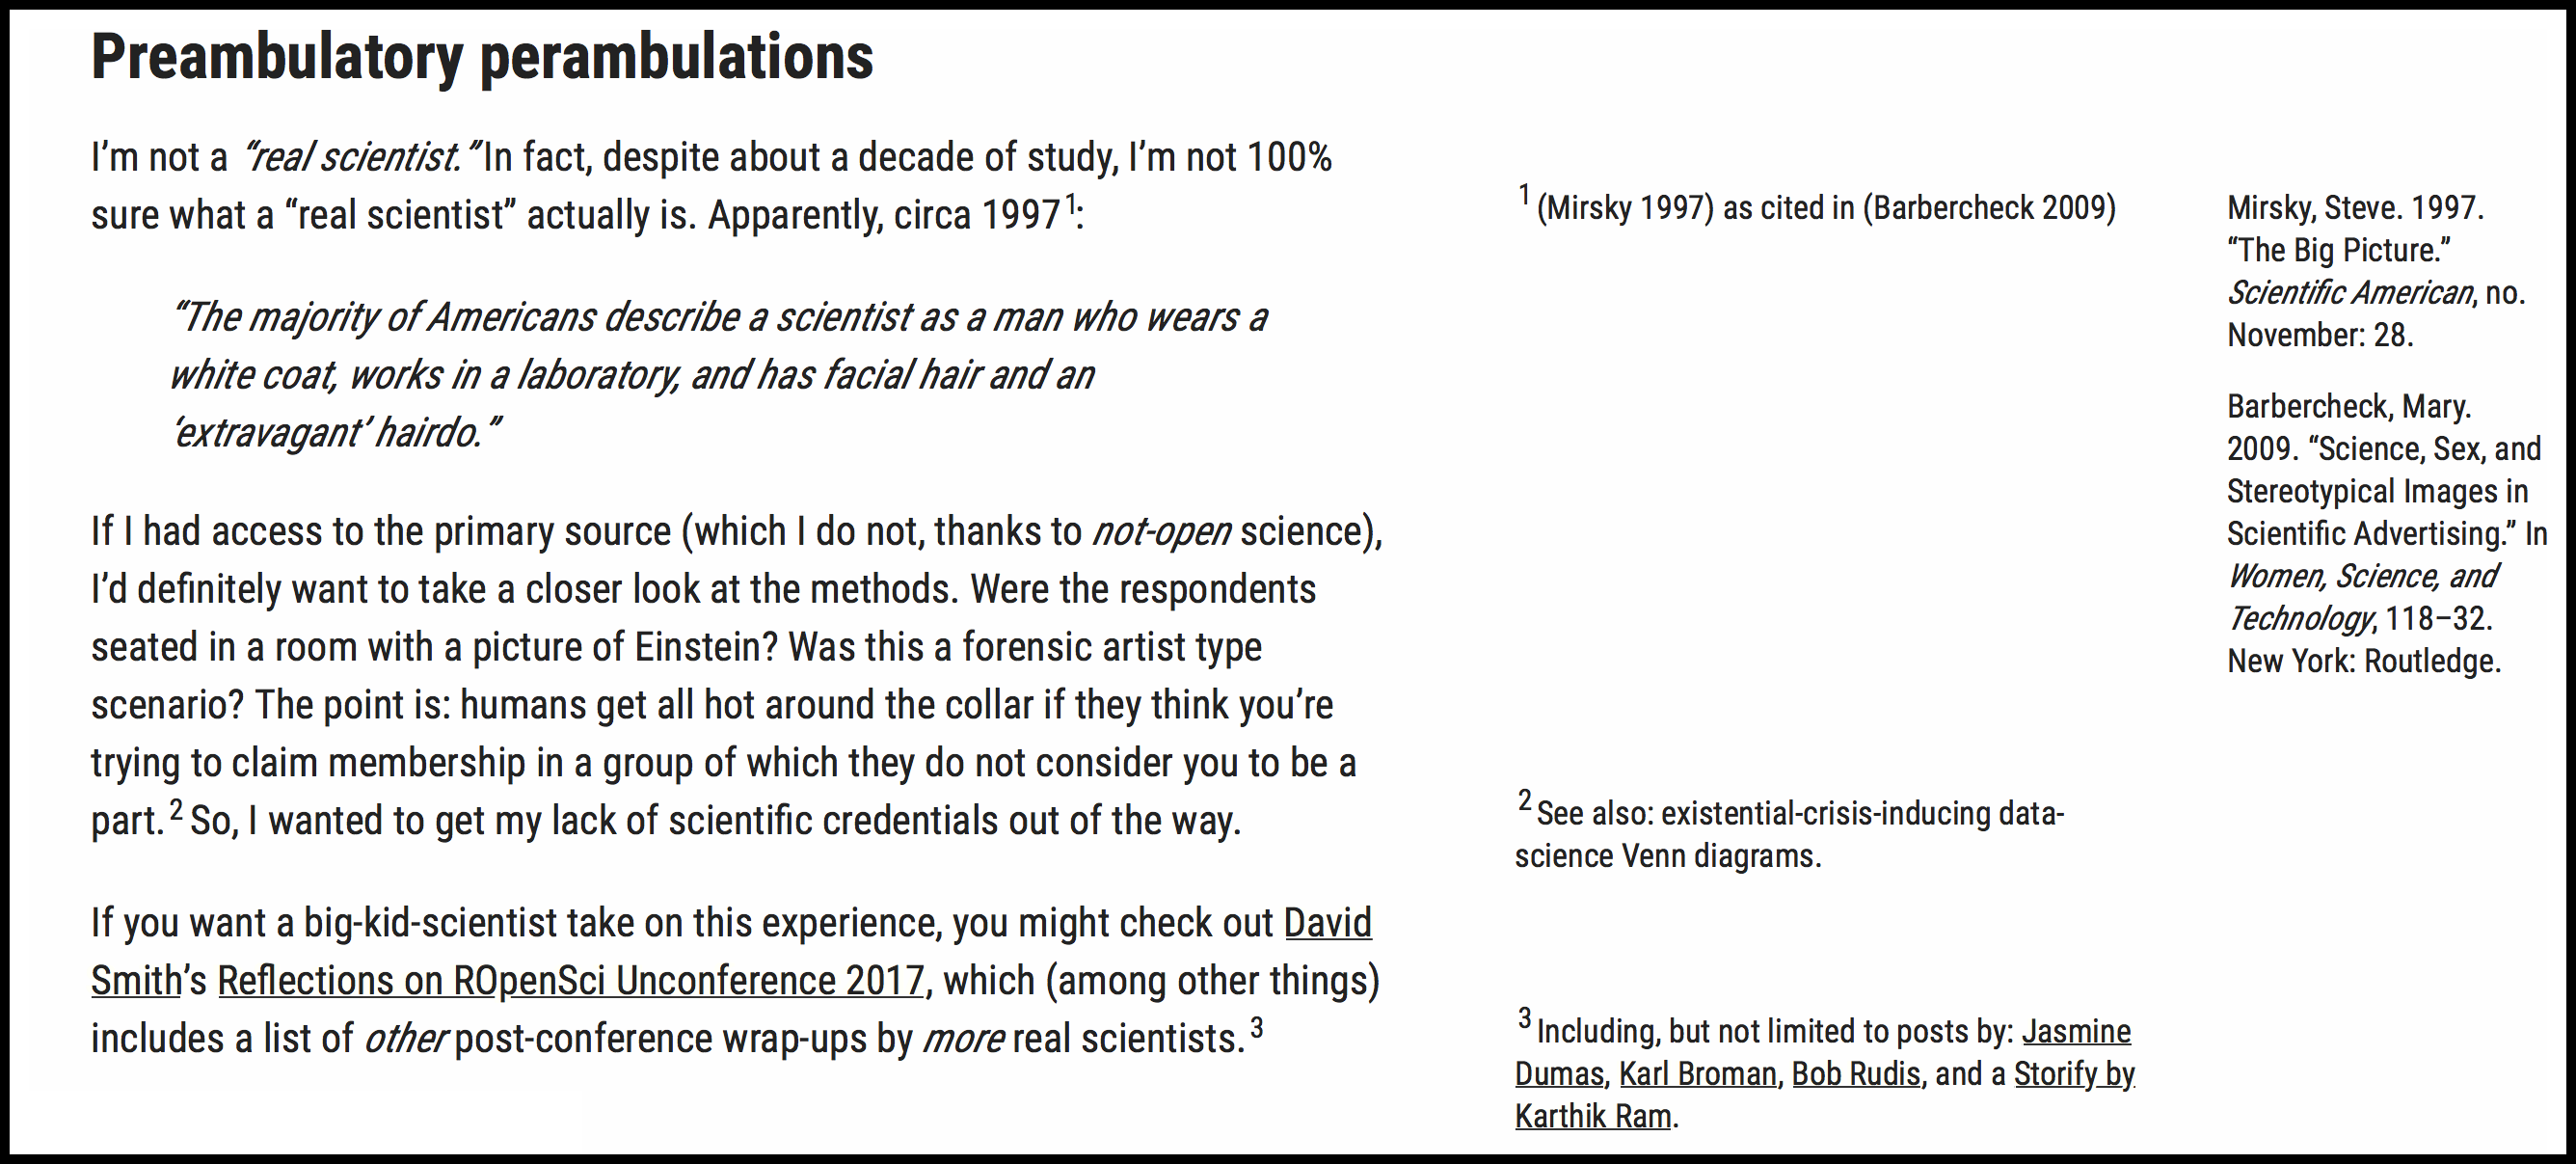 Preambulatory perambulations
I’m not a “real scientist.” In fact, despite about a decade of study, I’m not 100%
sure what a “real scientist” actually is. Apparently, circa 1997 1:
“The majority of Americans describe a scientist as a man who wears a
white coat, works in a laboratory, and has facial hair and an
‘extravagant’ hairdo.”
If I had access to the primary source (which I do not, thanks to not-open science),
I’d definitely want to take a closer look at the methods. Were the respondents
seated in a room with a picture of Einstein? Was this a forensic artist type
scenario? The point is: humans get all hot around the collar if they think you’re
trying to claim membership in a group of which they do not consider you to be a
part. 2 So, I wanted to get my lack of scientific credentials out of the way.
If you want a big-kid-scientist take on this experience, you might check out David
Smith’s Reflections on ROpenSci Unconference 2017, which (among other things)
includes a list of other post-conference wrap-ups by more real scientists. 3
1 (Mirsky 1997) as cited in (Barbercheck 2009)
2 See also: existential-crisis-inducing data-
science Venn diagrams.
3 Including, but not limited to posts by: Jasmine
Dumas, Karl Broman, Bob Rudis, and a Storify by
Karthik Ram.
Mirsky, Steve. 1997.
“The Big Picture.”
Scientific American, no.
November: 28.
Barbercheck, Mary.
2009. “Science, Sex, and
Stereotypical Images in
Scientific Advertising.” In
Women, Science, and
Technology, 118–32.
New York: Routledge.